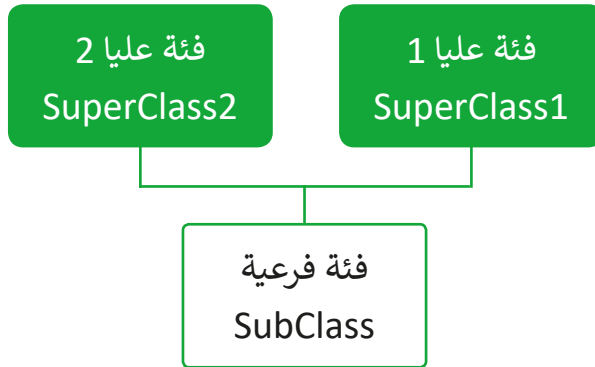 فئة عليا 1
SuperClass1
فئة عليا 2
SuperClass2
فئة فرعية
SubClass